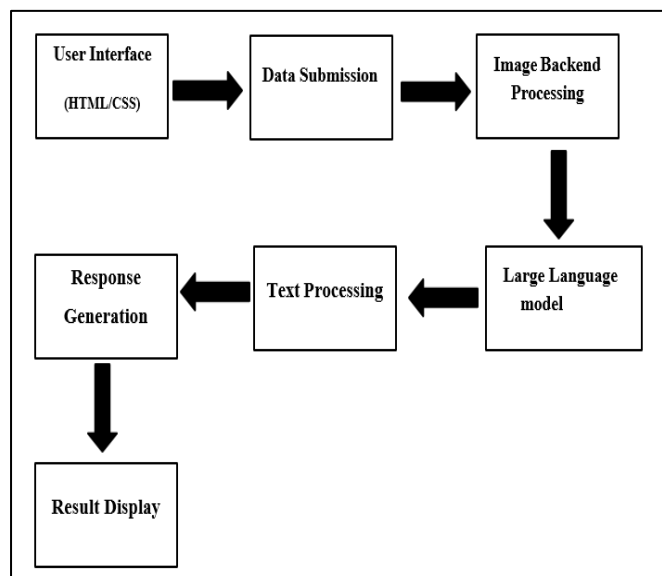 User Interface
(HTML/CSS)
Data Submission
Image Backend
Processing
Large Language
model
Text Processing
Response
Generation
Result Display